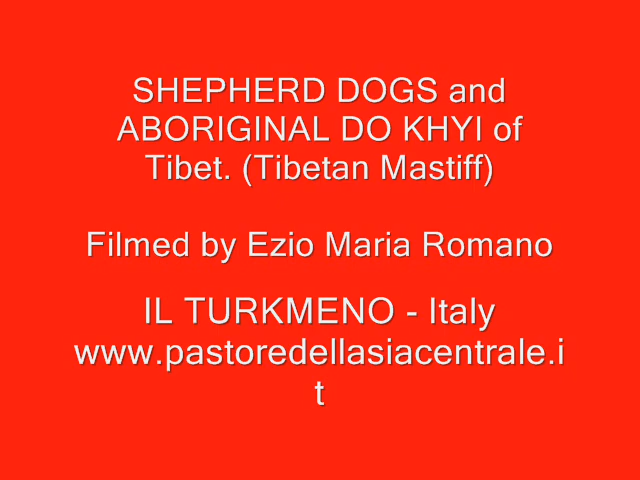 SHEPHERD DOGS and
ABORIGINAL DO KHYI of
Tibet. (Tibetan Mastiff)
Filmed by Ezio Maria Romano
IL TURKMENO - Italy
www.pastoredellasiacentrale.i
t